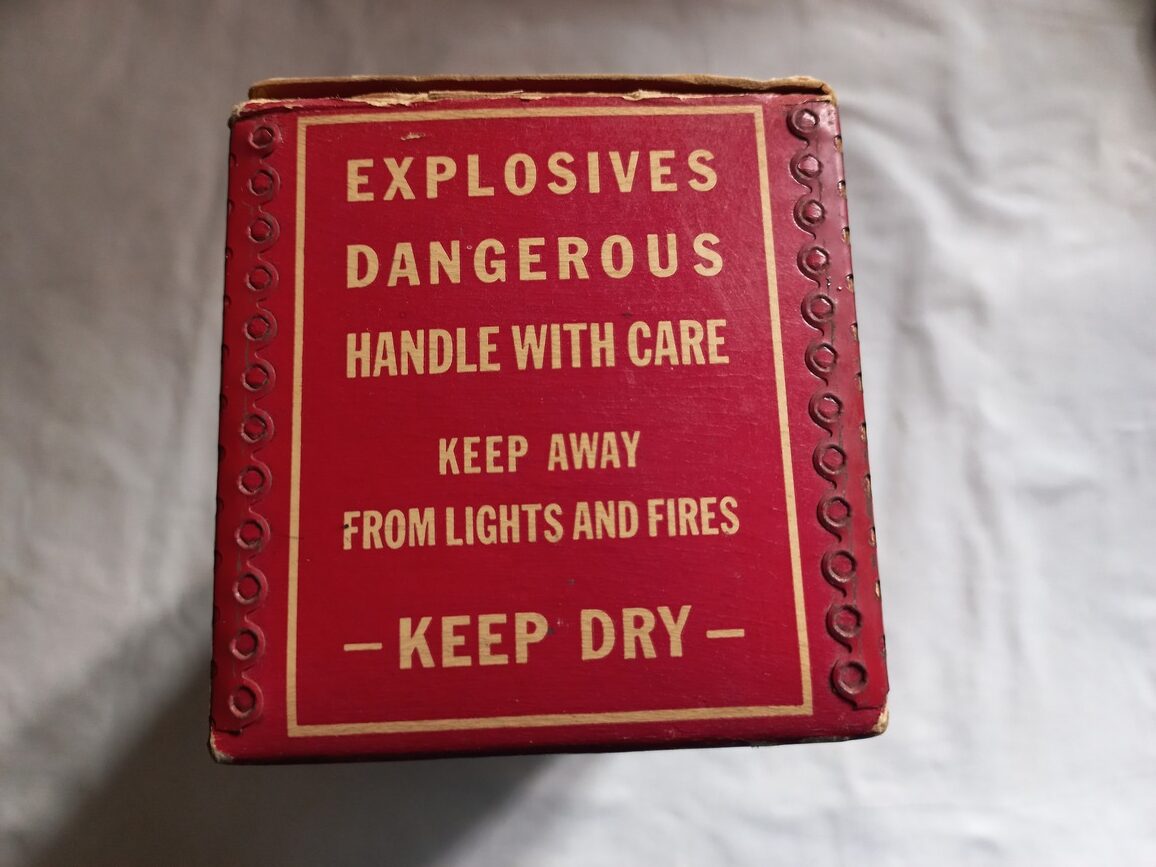 EXPLOSIVES
DANGEROUS
HANDLE WITH CARE
KEEP AWAY
FROM LIGHTS AND FIRES
– KEEP DRY –